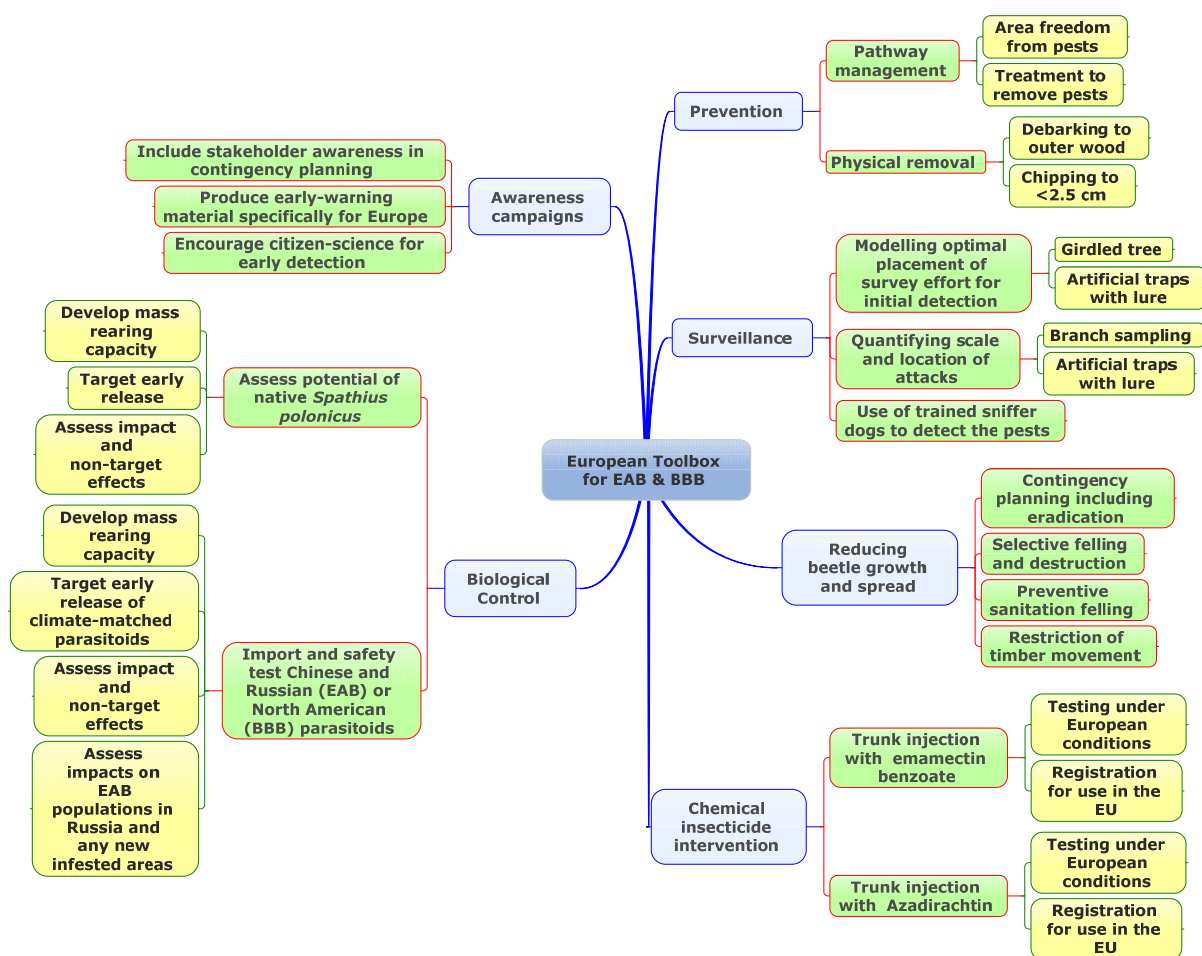 European Toolbox
for EAB & BBB
Prevention
Pathway
management
Area freedom
from pests
Treatment to
remove pests
Physical removal
Debarking to
outer wood
Chipping to
<2.5 cm
Surveillance
Modelling optimal
placement of
survey effort for
initial detection
Girdled tree
Artificial traps
with lure
Quantifying scale
and location of
attacks
Branch sampling
Artificial traps
with lure
Use of trained sniffer
dogs to detect the pests
Reducing
beetle growth
and spread
Contingency
planning including
eradication
Selective felling
and destruction
Preventive
sanitation felling
Restriction of
timber movement
Chemical
insecticide
intervention
Trunk injection
with emamectin
benzoate
Testing under
European
conditions
Registration
for use in the
EU
Trunk injection
with Azadirachtin
Testing under
European
conditions
Registration
for use in the
EU
Awareness
campaigns
Include stakeholder awareness in
contingency planning
Produce early-warning
material specifically for Europe
Encourage citizen-science for
early detection
Biological
Control
Assess potential of
native Spathius
polonicus
Develop mass
rearing
capacity
Target early
release
Assess impact
and
non-target
effects
Import and safety
test Chinese and
Russian (EAB) or
North American
(BBB) parasitoids
Develop mass
rearing
capacity
Target early
release of
climate-matched
parasitoids
Assess impact
and
non-target
effects
Assess
impacts on
EAB
populations in
Russia and
any new
infested areas